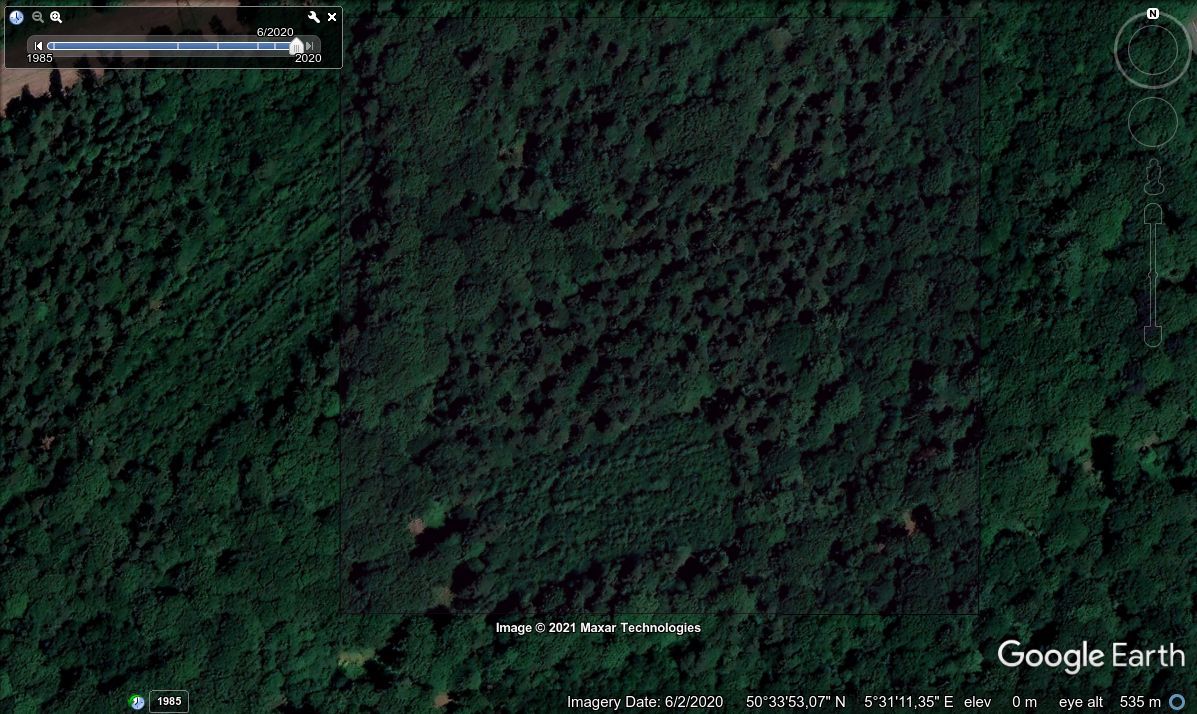 6/2020
1985
2020
N
Image © 2021 Maxar Technologies
Google Earth
1985
Imagery Date: 6/2/2020 50°33'53,07" N 5°31'11,35" E elev 0 m eye alt 535 m